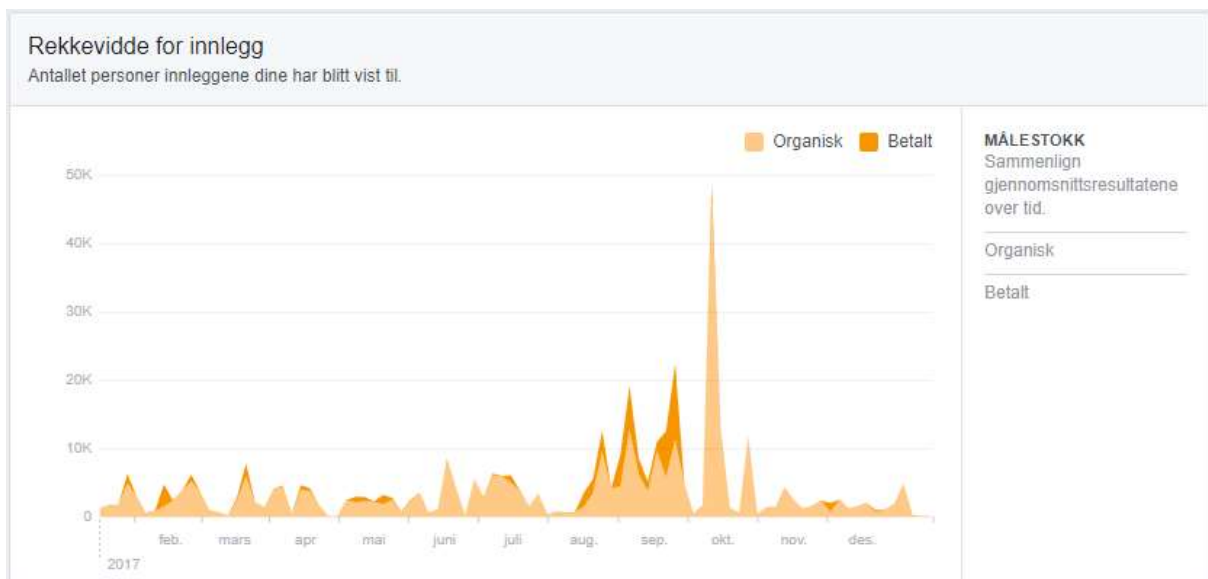 Rekkevidde for innlegg
Antallet personer innleggene dine har blitt vist til.
Organisk Betalt
50K
40K
30K
20K
10K
0
feb. mars apr. mai juni juli aug. sep. okt. nov. des.
2017
MÅLESTOKK
Sammenlign
gjennomsnittsresultatene
over tid.
Organisk
Betalt